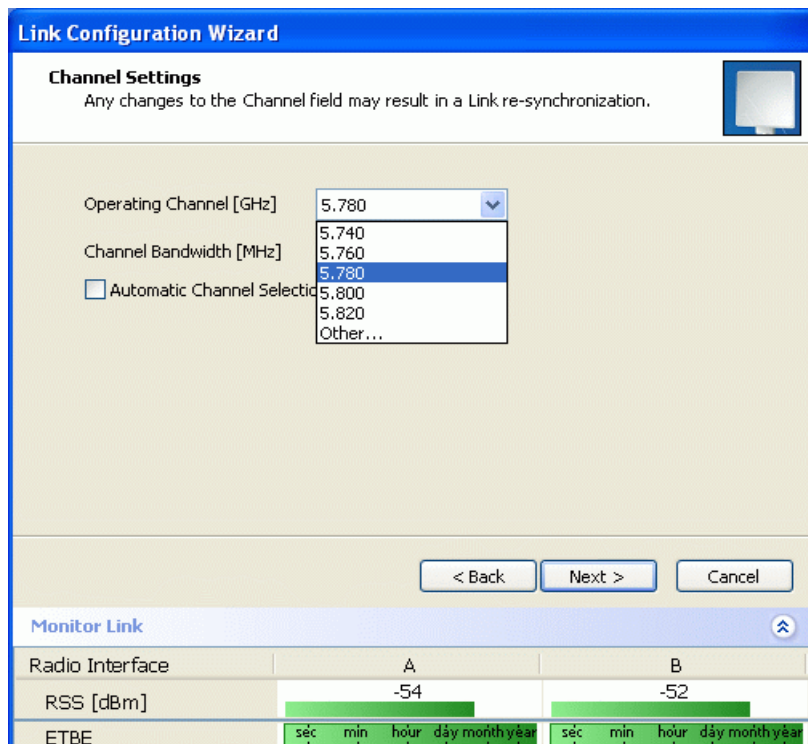 Link Configuration Wizard
Channel Settings
Any changes to the Channel field may result in a Link re-synchronization.
Operating Channel [GHz] 5.780
5.740
Channel Bandwidth [MHz] 5.760
5.780
Automatic Channel Selectio 5.800
5.820
Other...
< Back Next > Cancel
Monitor Link
Radio Interface A B
RSS [dBm] -54 -52
ETBE sec min hour day month year sec min hour day month year